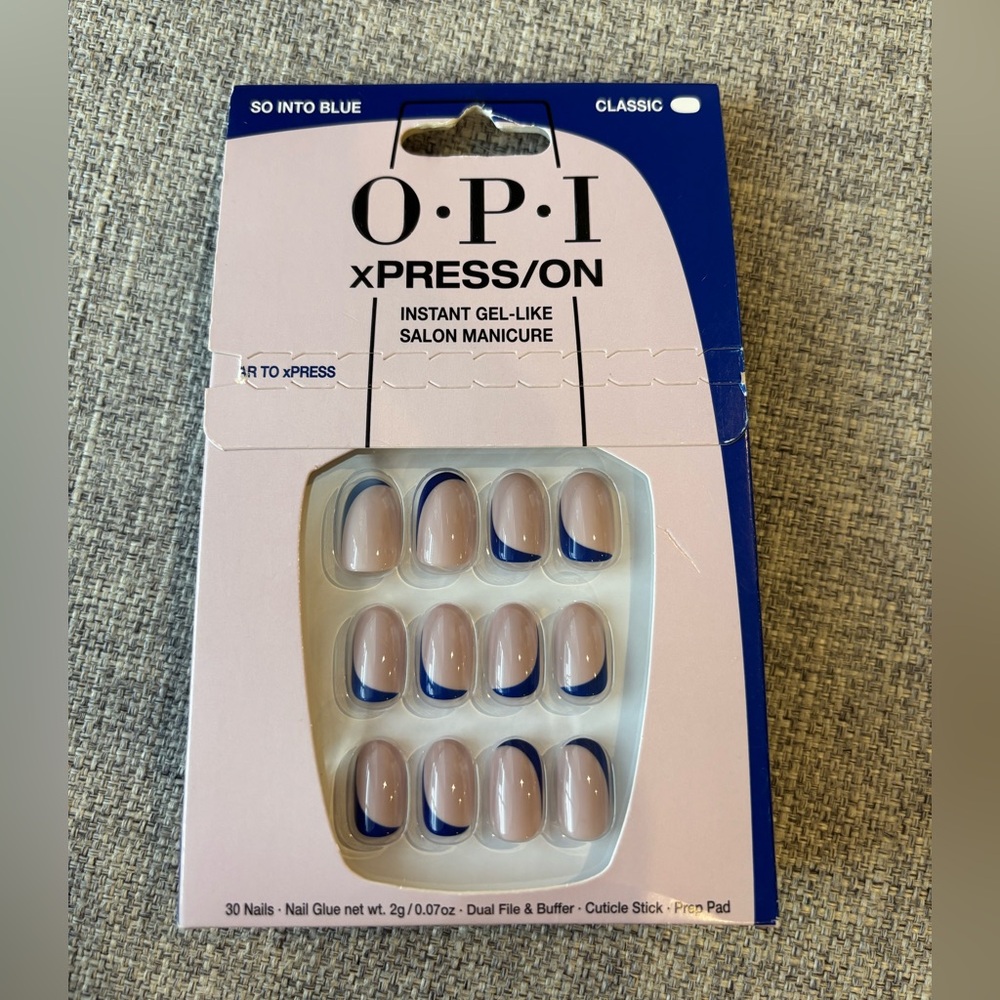 SO INTO BLUE
CLASSIC
O·P·I
xPRESS/ON
INSTANT GEL-LIKE
SALON MANICURE
AR TO xPRESS
30 Nails · Nail Glue net wt. 2g/0.07oz · Dual File & Buffer · Cuticle Stick · Prep Pad